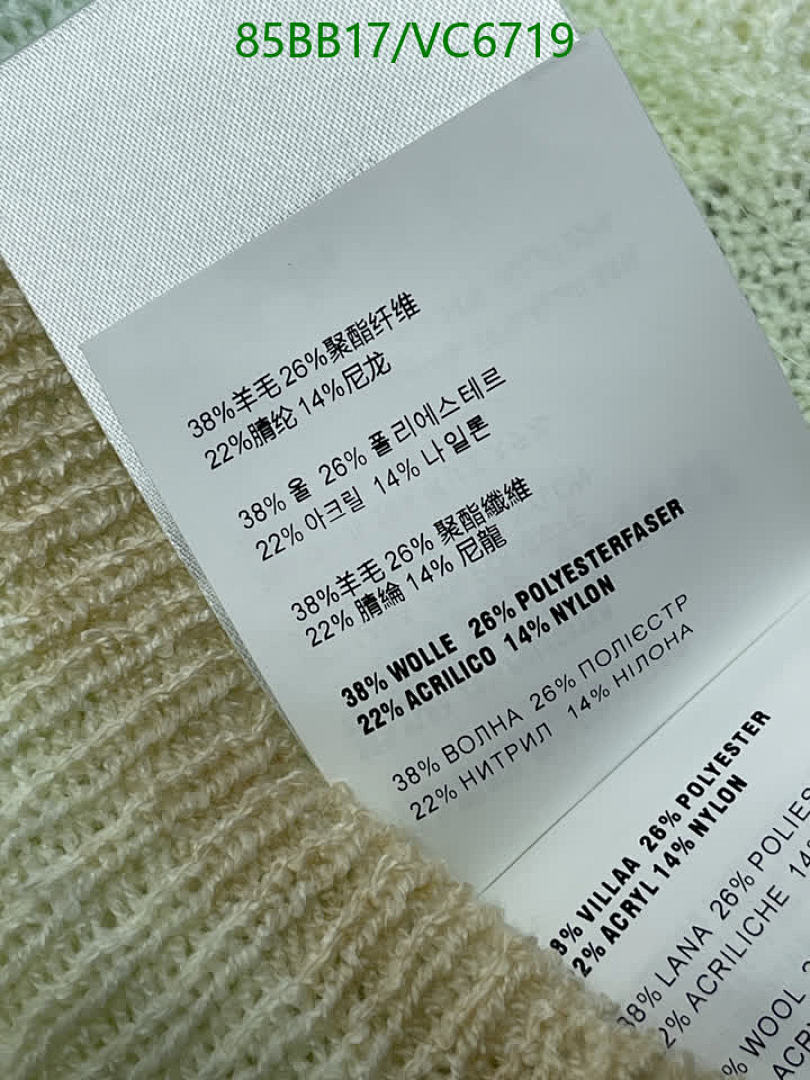 85BB17/VC6719
38%羊毛 26%聚酯纤维
22%腈纶 14%尼龙
38% 울 26% 폴리에스테르
22% 아크릴 14% 나일론
38%羊毛 26% 聚酯纖維
22% 腈綸 14% 尼龍
38% WOLLE 26% POLYESTERFASER
22% ACRILICO 14% NYLON
38% ВОЛНА 26% ПОЛІЄСТР
22% НИТРИЛ 14% НІЛОНА
8% VILLAA 26% POLYESTER
2% ACRYL 14% NYLON
38% LANA 26% POLIES
2% ACRILICHE 14
% WOOL
ACR